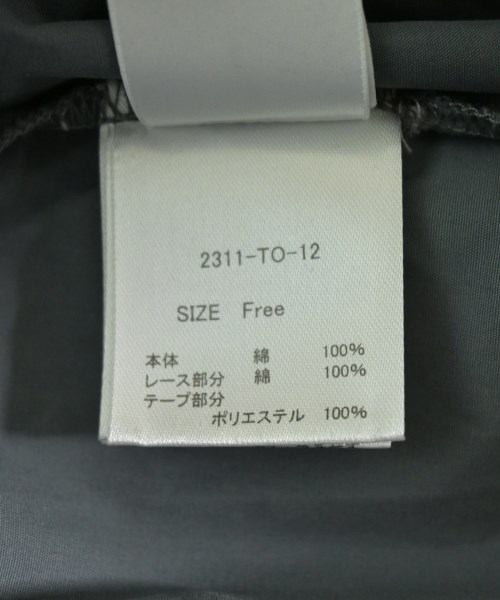 2311-TO-12
SIZE Free
本体 綿 100%
レース部分 綿 100%
テープ部分
ポリエステル 100%